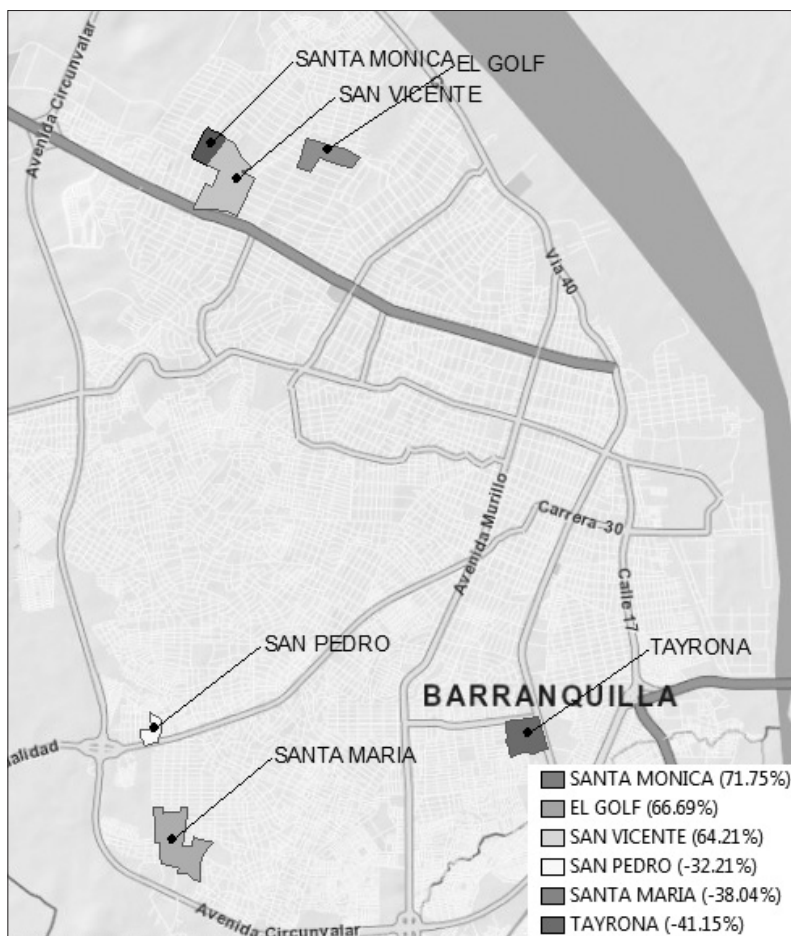 SANTA MONICA
EL GOLF
SAN VICENTE
Avenida Circunvalar
Via 40
Avenida Murillo
Carrera 30
Calle 17
SAN PEDRO
TAYRONA
BARRANQUILLA
alidad
SANTA MARIA
Avenida Circunvalar
SANTA MONICA (71.75%)
EL GOLF (66.69%)
SAN VICENTE (64.21%)
SAN PEDRO (-32.21%)
SANTA MARIA (-38.04%)
TAYRONA (-41.15%)